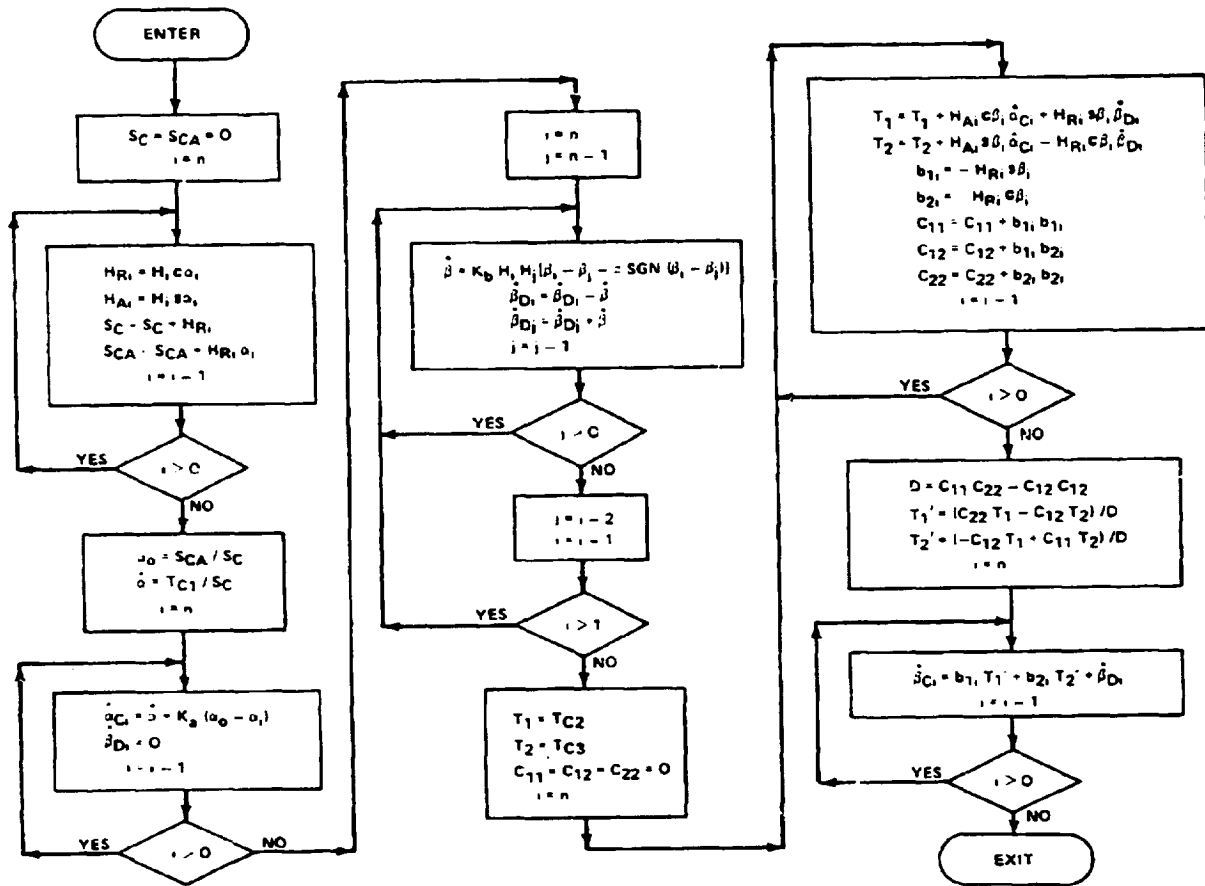 ENTER
S_C = S_CA = 0
i = n
H_Ri = H_i cα_i
H_Ai = H_i sα_i
S_C = S_C + H_Ri
S_CA = S_CA + H_Ri α_i
i = i - 1
i > 0
YES
NO
α_o = S_CA / S_C
α̇ = T_C1 / S_C
i = n
α̇_Ci = α̇ + K_a (α_o - α_i)
β̇_Di = 0
i = i - 1
i > 0
YES
NO
i = n
j = n - 1
β̇ = K_b H_i H_j [β_i - β_j - π SGN (β_i - β_j)]
β̇_Di = β̇_Di - β̇
β̇_Dj = β̇_Dj + β̇
j = j - 1
j > 0
YES
NO
j = i - 2
i = i - 1
i > 1
YES
NO
T_1 = T_C2
T_2 = T_C3
C_11 = C_12 = C_22 = 0
i = n
T_1 = T_1 + H_Ai cβ_i α̇_Ci + H_Ri sβ_i β̇_Di
T_2 = T_2 + H_Ai sβ_i α̇_Ci - H_Ri cβ_i β̇_Di
b_1i = - H_Ri sβ_i
b_2i = H_Ri cβ_i
C_11 = C_11 + b_1i b_1i
C_12 = C_12 + b_1i b_2i
C_22 = C_22 + b_2i b_2i
i = i - 1
i > 0
YES
NO
D = C_11 C_22 - C_12 C_12
T_1' = (C_22 T_1 - C_12 T_2) / D
T_2' = (-C_12 T_1 + C_11 T_2) / D
i = n
β̇_Ci = b_1i T_1' + b_2i T_2' + β̇_Di
i = i - 1
i > 0
YES
NO
EXIT